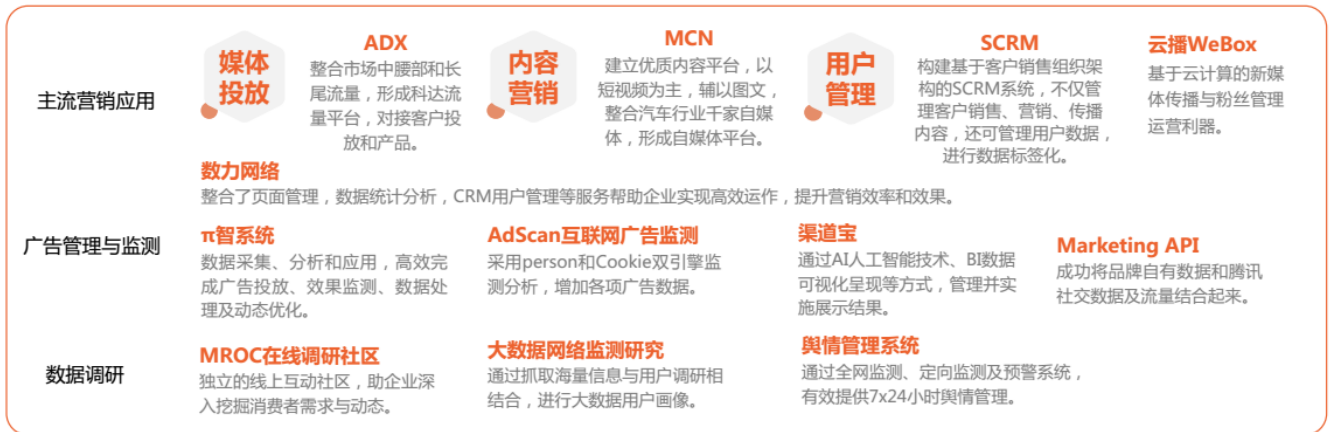 主流营销应用
媒体
投放
ADX
整合市场中腰部和长
尾流量，形成科达流
量平台，对接客户投
放和产品。
内容
营销
MCN
建立优质内容平台，以
短视频为主，辅以图文，
整合汽车行业千家自媒
体，形成自媒体平台。
用户
管理
SCRM
构建基于客户销售组织架
构的SCRM系统，不仅管
理客户销售、营销、传播
内容，还可管理用户数据，
进行数据标签化。
云播WeBox
基于云计算的新媒
体传播与粉丝管理
运营利器。
数力网络
整合了页面管理，数据统计分析，CRM用户管理等服务帮助企业实现高效运作，提升营销效率和效果。
广告管理与监测
π智系统
数据采集、分析和应用，高效完
成广告投放、效果监测、数据处
理及动态优化。
AdScan互联网广告监测
采用person和Cookie双引擎监
测分析，增加各项广告数据。
渠道宝
通过AI人工智能技术、BI数据
可视化呈现等方式，管理并实
施展示结果。
Marketing API
成功将品牌自有数据和腾讯
社交数据及流量结合起来。
数据调研
MROC在线调研社区
独立的线上互动社区，助企业深
入挖掘消费者需求与动态。
大数据网络监测研究
通过抓取海量信息与用户调研相
结合，进行大数据用户画像。
舆情管理系统
通过全网监测、定向监测及预警系统，
有效提供7x24小时舆情管理。